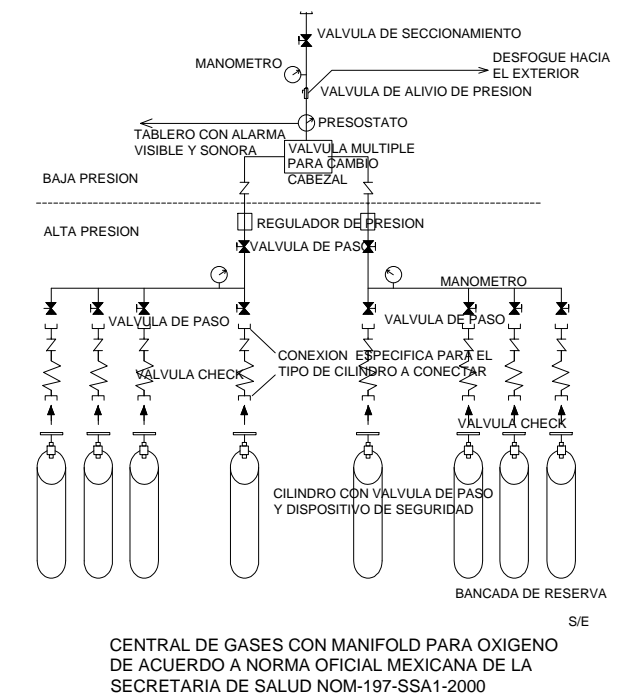 VALVULA DE SECCIONAMIENTO
MANOMETRO
DESFOGUE HACIA
EL EXTERIOR
VALVULA DE ALIVIO DE PRESION
PRESOSTATO
TABLERO CON ALARMA
VISIBLE Y SONORA
VALVULA MULTIPLE
PARA CAMBIO
CABEZAL
BAJA PRESION
ALTA PRESION
REGULADOR DE PRESION
VALVULA DE PASO
MANOMETRO
VALVULA DE PASO
VALVULA DE PASO
CONEXION ESPECIFICA PARA EL
TIPO DE CILINDRO A CONECTAR
VALVULA CHECK
VALVULA CHECK
CILINDRO CON VALVULA DE PASO
Y DISPOSITIVO DE SEGURIDAD
BANCADA DE RESERVA
S/E
CENTRAL DE GASES CON MANIFOLD PARA OXIGENO
DE ACUERDO A NORMA OFICIAL MEXICANA DE LA
SECRETARIA DE SALUD NOM-197-SSA1-2000